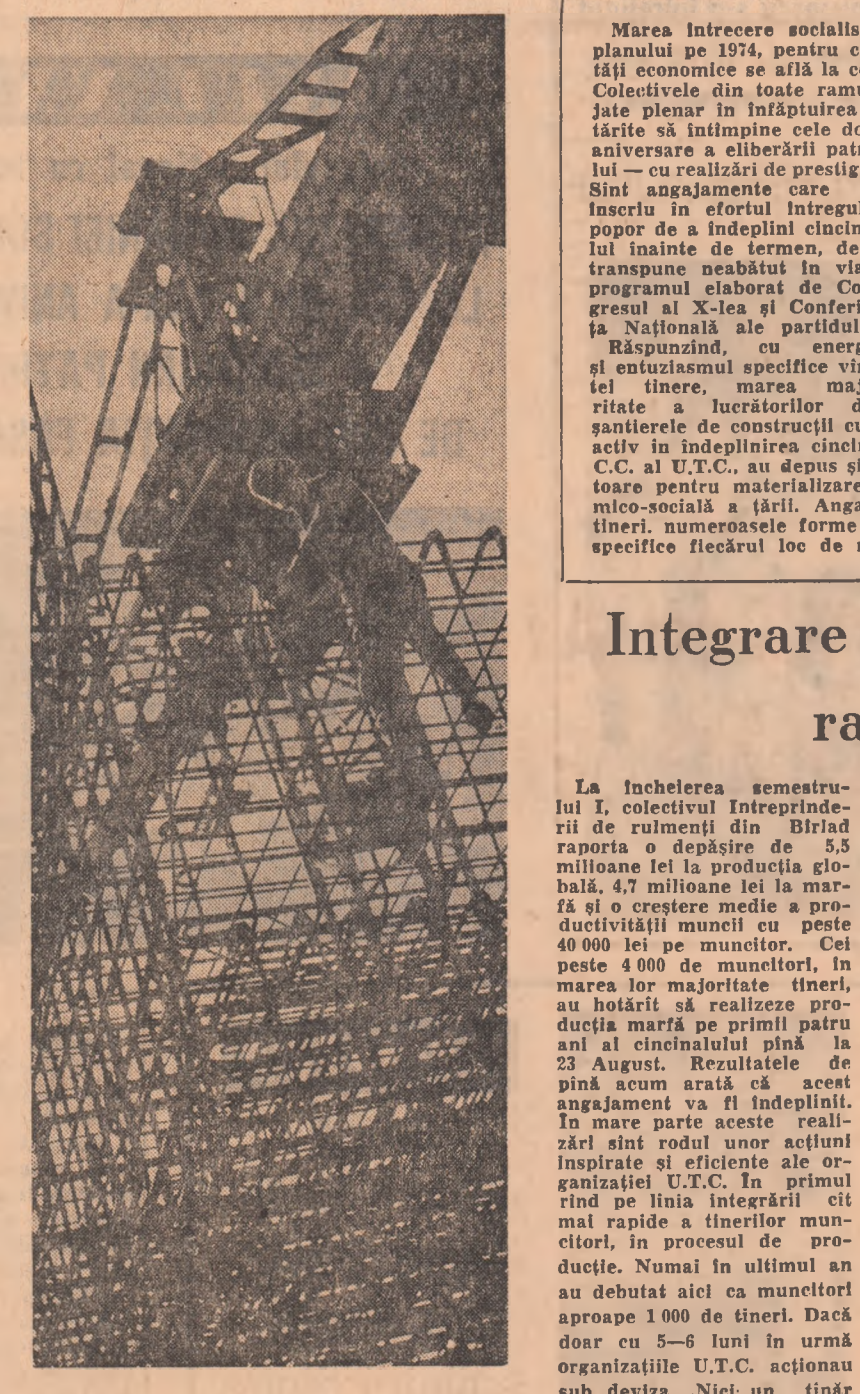 Marea întrecere socialis
planului pe 1974, pentru c
tăți economice se află la c
Colectivele din toate ramu
jate plenar în înfăptuirea
tărîte să întîmpine cele do
aniversare a eliberării patr
lui — cu realizări de prestig
Sînt angajamente care
înscriu în efortul întregul
popor de a îndeplini cincin
lui înainte de termen, de
transpune neabătut în via
programul elaborat de Co
gresul al X-lea și Conferi
ța Națională ale partidul
Răspunzînd, cu energ
și entuziasmul specifice vîr
tei tinere, marea maj
ritate a lucrătorilor d
șantierele de construcții cu
activ în îndeplinirea cincin
C.C. al U.T.C., au depus și
toare pentru materializare
mico-socială a țării. Anga
tineri. numeroasele forme
specifice fiecărui loc de
Integrare
ra
La încheierea semestru-
lui I, colectivul Întreprinde-
rii de rulmenți din Bîrlad
raporta o depășire de 5,5
milioane lei la producția glo-
bală, 4,7 milioane lei la mar-
fă și o creștere medie a pro-
ductivității muncii cu peste
40 000 lei pe muncitor. Cei
peste 4 000 de muncitori, în
marea lor majoritate tineri,
au hotărît să realizeze pro-
ducția marfă pe primii patru
ani ai cincinalului pînă la
23 August. Rezultatele de
pînă acum arată că acest
angajament va fi îndeplinit.
În mare parte aceste reali-
zări sînt rodul unor acțiuni
inspirate și eficiente ale or-
ganizației U.T.C. În primul
rînd pe linia integrării cît
mai rapide a tinerilor mun-
citori, în procesul de pro-
ducție. Numai în ultimul an
au debutat aici ca muncitori
aproape 1 000 de tineri. Dacă
doar cu 5—6 luni în urmă
organizațiile U.T.C. acționau
sub deviza „Nici un tînăr